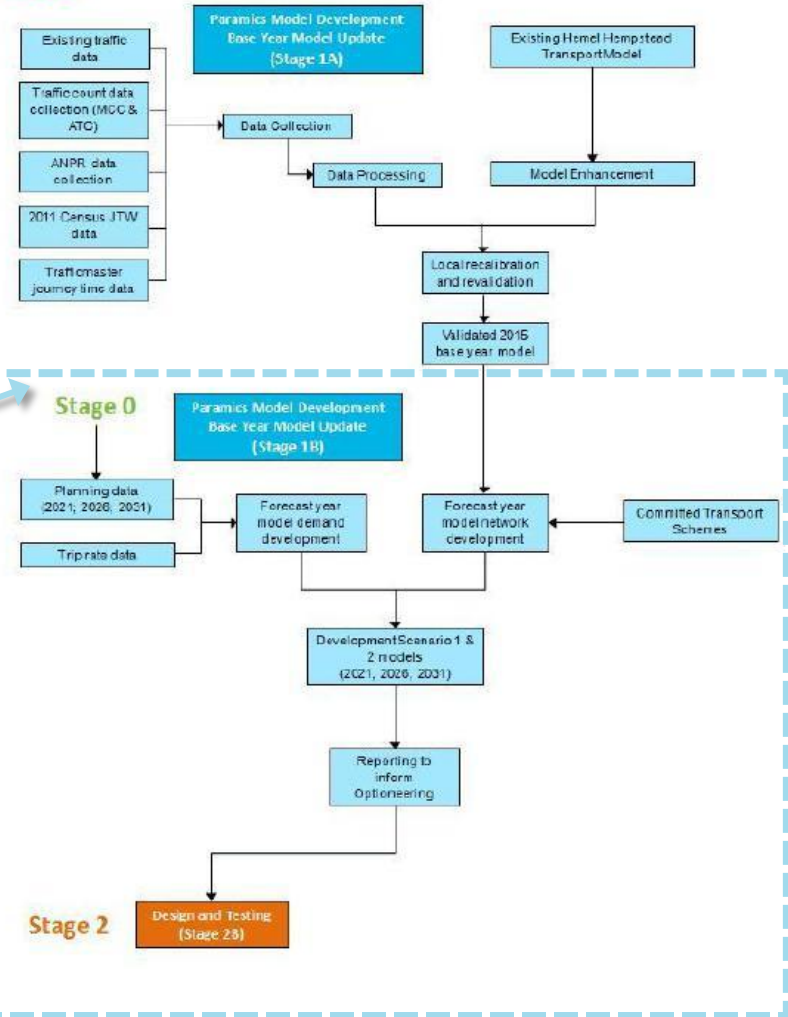 Paramics Model Development
Base Year Model Update
(Stage 1A)
Existing traffic
data
Traffic count data
collection (MCC &
ATC)
ANPR data
collection
2011 Census JTW
data
Trafficmaster
journey time data
Data Collection
Data Processing
Existing Hemel Hempstead
Transport Model
Model Enhancement
Local recalibration
and revalidation
Validated 2015
base year model
Stage 0
Paramics Model Development
Base Year Model Update
(Stage 1B)
Planning data
(2021, 2026, 2031)
Trip rate data
Forecast year
model demand
development
Forecast year
model network
development
Committed Transport
Schemes
Development Scenario 1 &
2 models
(2021, 2026, 2031)
Reporting to
inform
Optioneering
Stage 2
Design and Testing
(Stage 2B)